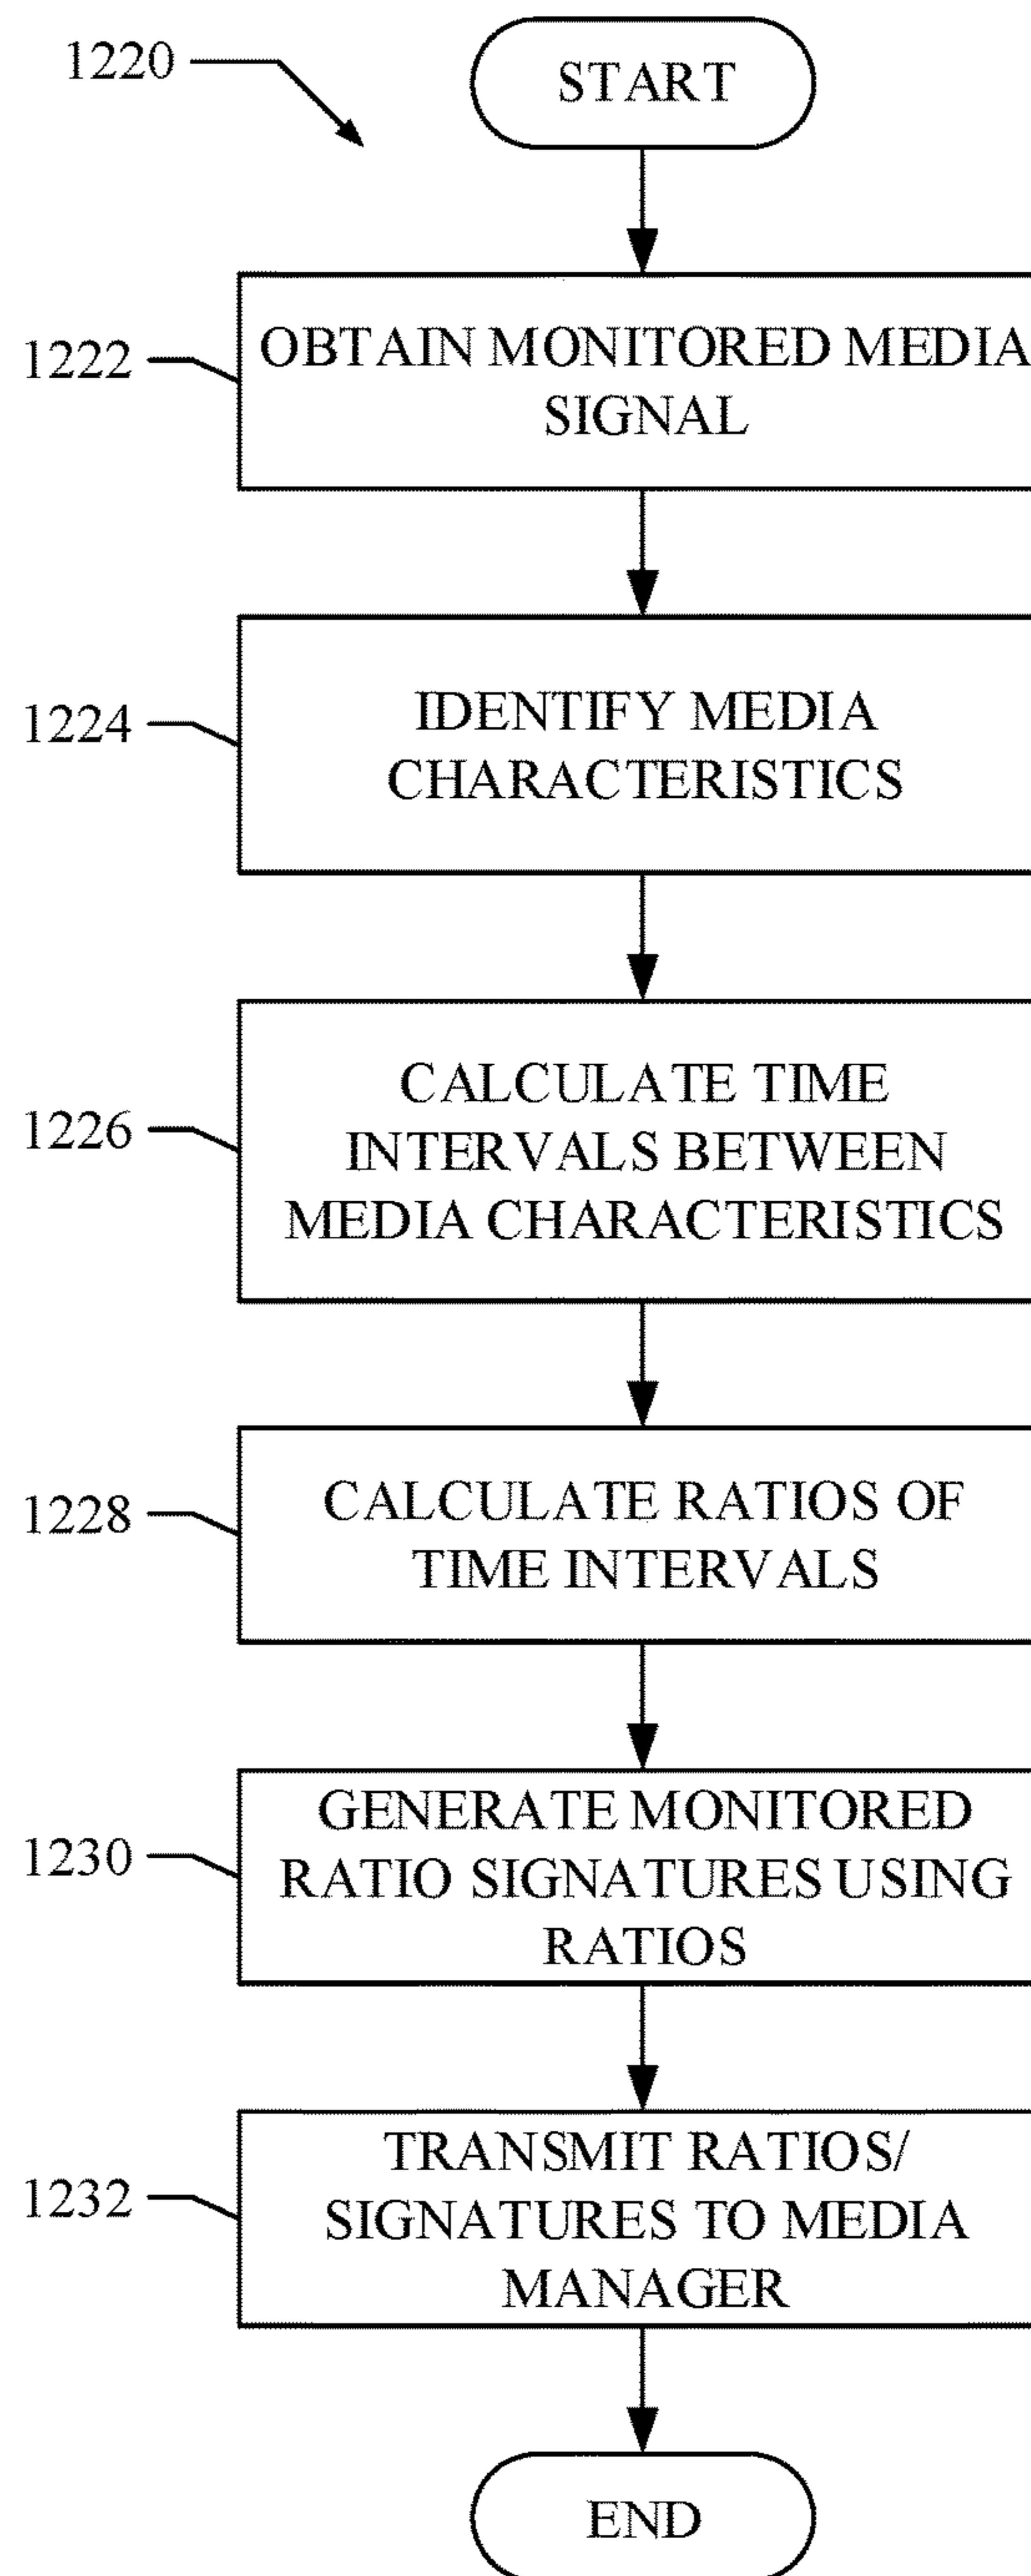 1220
START
1222
OBTAIN MONITORED MEDIA
SIGNAL
1224
IDENTIFY MEDIA
CHARACTERISTICS
1226
CALCULATE TIME
INTERVALS BETWEEN
MEDIA CHARACTERISTICS
1228
CALCULATE RATIOS OF
TIME INTERVALS
1230
GENERATE MONITORED
RATIO SIGNATURES USING
RATIOS
1232
TRANSMIT RATIOS/
SIGNATURES TO MEDIA
MANAGER
END